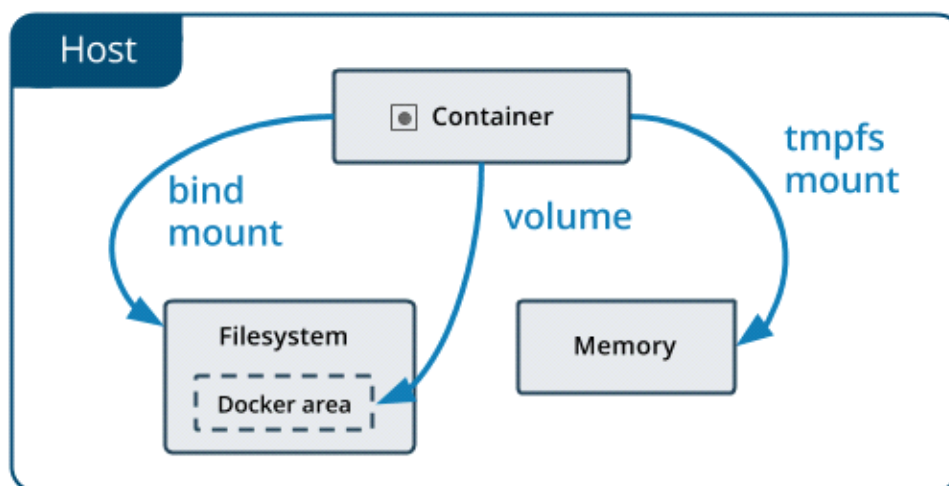 Host
Container
bind
mount
volume
tmpfs
mount
Filesystem
Docker area
Memory